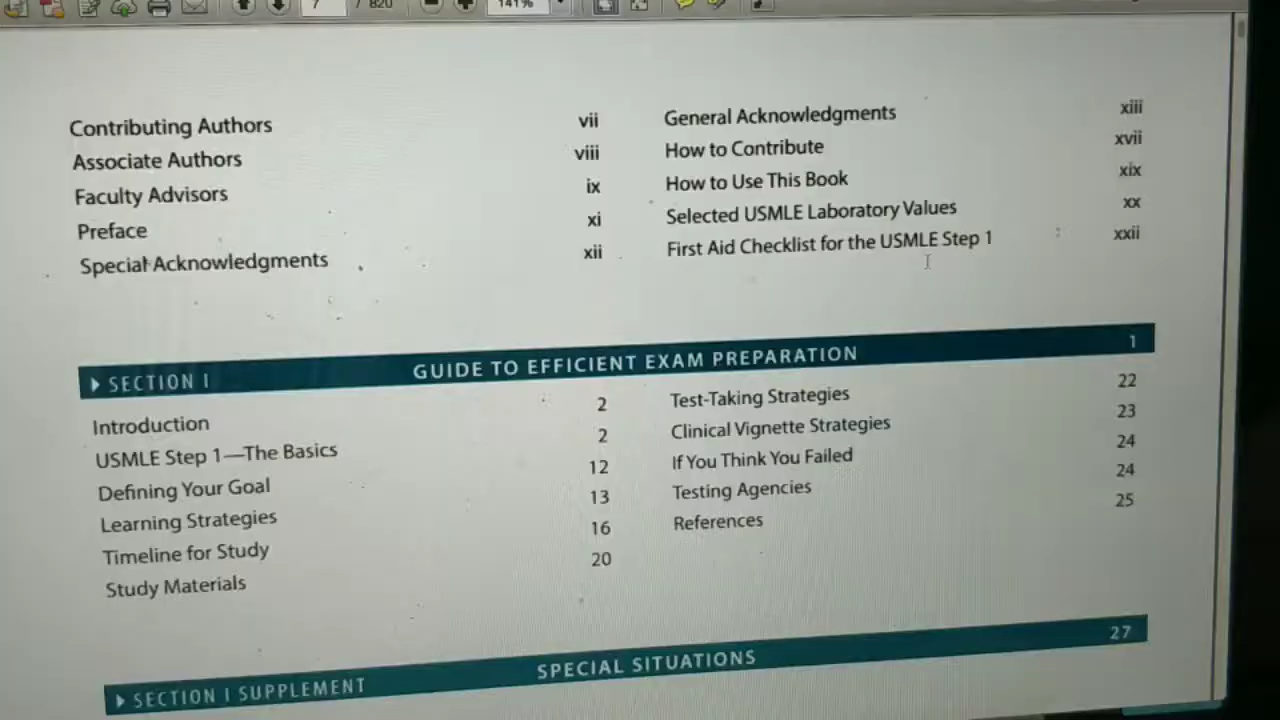 7 / 820 141%
Contributing Authors vii
Associate Authors viii
Faculty Advisors ix
Preface xi
Special Acknowledgments xii
General Acknowledgments xiii
How to Contribute xvii
How to Use This Book xix
Selected USMLE Laboratory Values xx
First Aid Checklist for the USMLE Step 1 xxii
SECTION I GUIDE TO EFFICIENT EXAM PREPARATION 1
Introduction 2
USMLE Step 1—The Basics 2
Defining Your Goal 12
Learning Strategies 13
Timeline for Study 16
Study Materials 20
Test-Taking Strategies 22
Clinical Vignette Strategies 23
If You Think You Failed 24
Testing Agencies 24
References 25
SECTION I SUPPLEMENT SPECIAL SITUATIONS 27